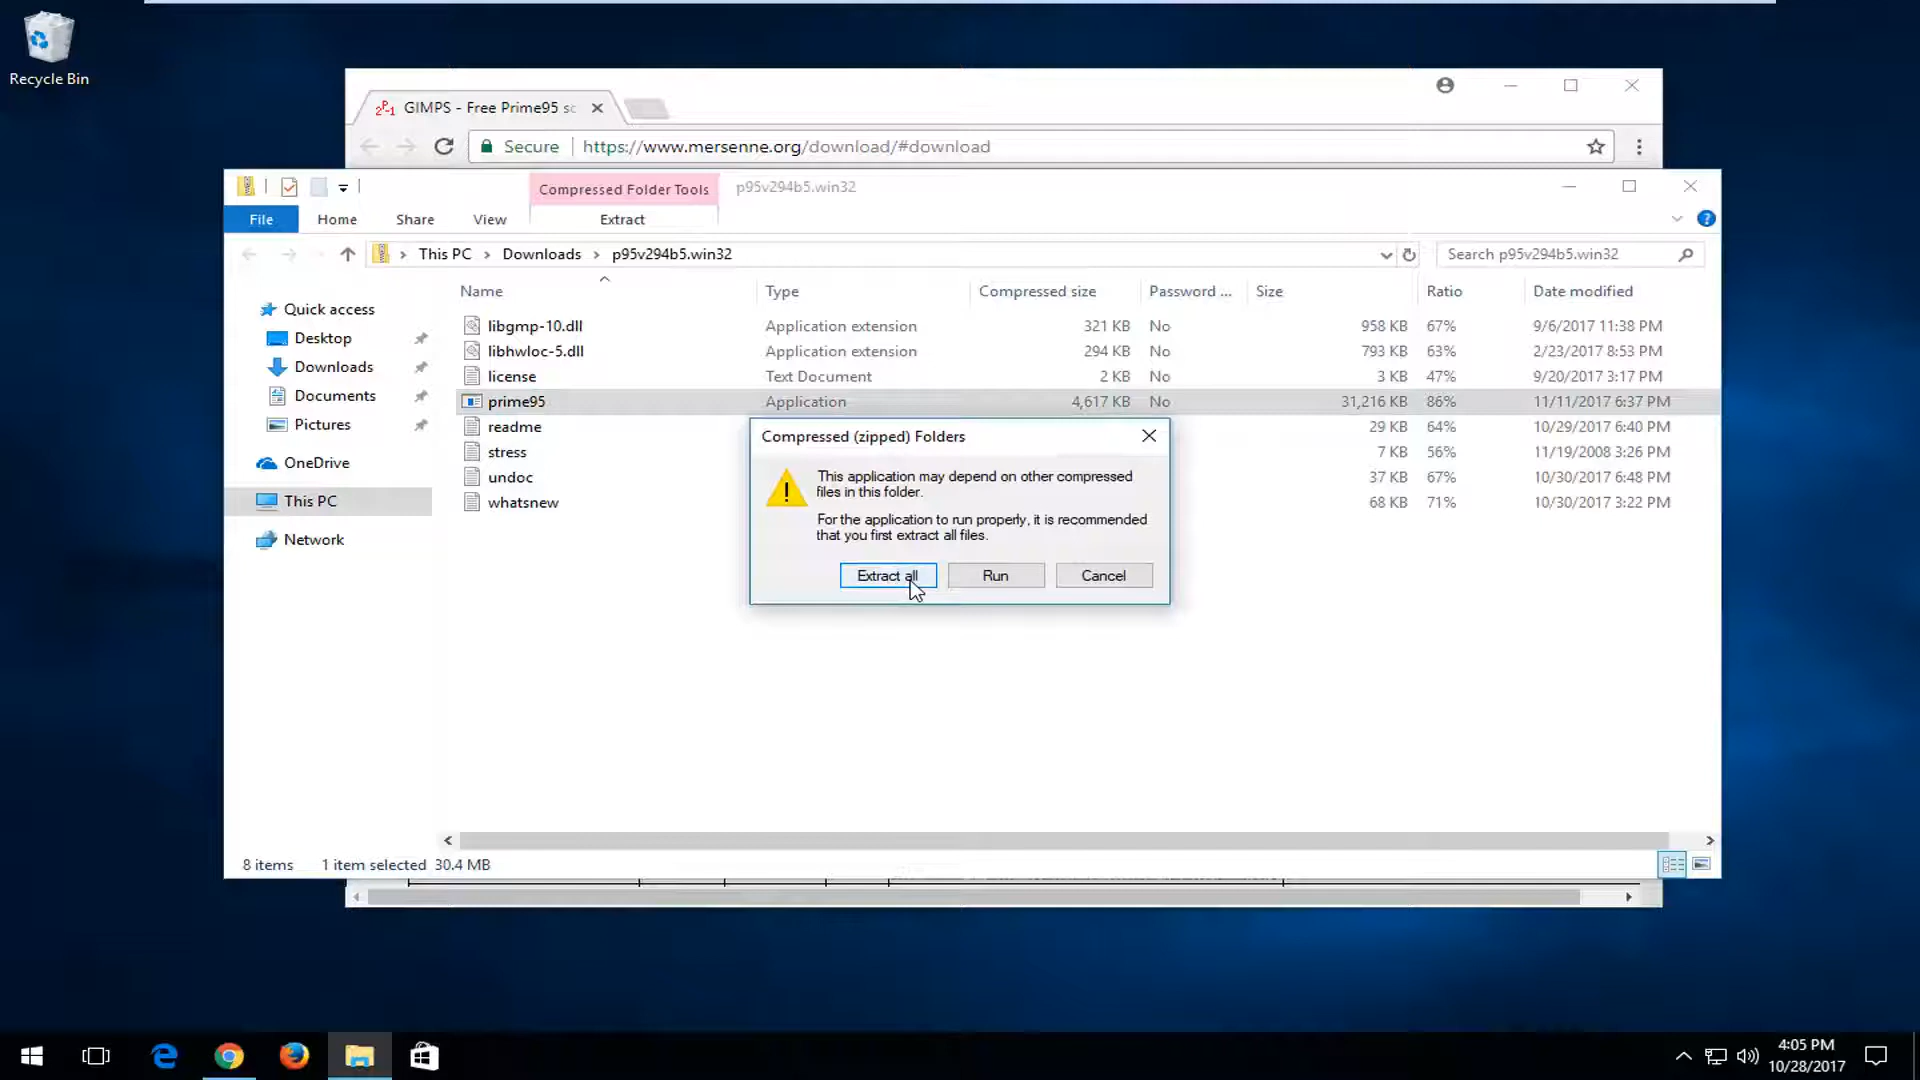 Recycle Bin
GIMPS - Free Prime95 sc
Secure
https://www.mersenne.org/download/#download
Compressed Folder Tools
p95v294b5.win32
File
Home
Share
View
Extract
This PC
Downloads
p95v294b5.win32
Search p95v294b5.win32
Name
Type
Compressed size
Password ...
Size
Ratio
Date modified
Quick access
Desktop
Downloads
Documents
Pictures
OneDrive
This PC
Network
libgmp-10.dll Application extension 321 KB No 958 KB 67% 9/6/2017 11:38 PM
libhwloc-5.dll Application extension 294 KB No 793 KB 63% 2/23/2017 8:53 PM
license Text Document 2 KB No 3 KB 47% 9/20/2017 3:17 PM
prime95 Application 4,617 KB No 31,216 KB 86% 11/11/2017 6:37 PM
readme 29 KB 64% 10/29/2017 6:40 PM
stress 7 KB 56% 11/19/2008 3:26 PM
undoc 37 KB 67% 10/30/2017 6:48 PM
whatsnew 68 KB 71% 10/30/2017 3:22 PM
Compressed (zipped) Folders
This application may depend on other compressed
files in this folder.
For the application to run properly, it is recommended
that you first extract all files.
Extract all
Run
Cancel
8 items
1 item selected 30.4 MB
4:05 PM
10/28/2017